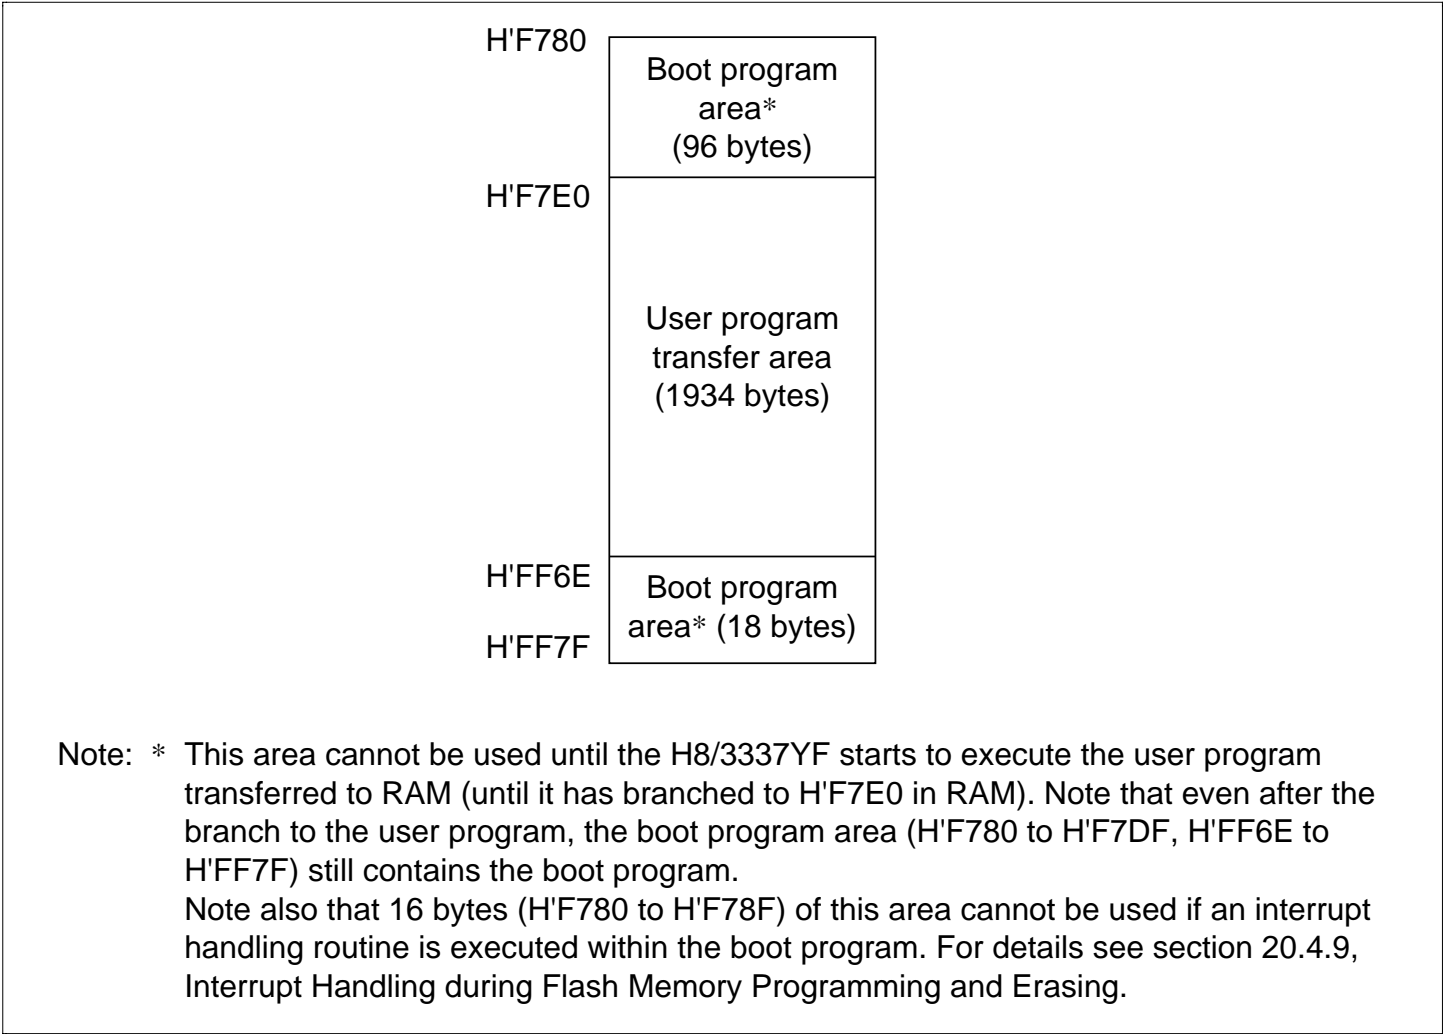 H'F780
Boot program
area*
(96 bytes)
H'F7E0
User program
transfer area
(1934 bytes)
H'FF6E
Boot program
area* (18 bytes)
H'FF7F
Note: * This area cannot be used until the H8/3337YF starts to execute the user program
transferred to RAM (until it has branched to H'F7E0 in RAM). Note that even after the
branch to the user program, the boot program area (H'F780 to H'F7DF, H'FF6E to
H'FF7F) still contains the boot program.
Note also that 16 bytes (H'F780 to H'F78F) of this area cannot be used if an interrupt
handling routine is executed within the boot program. For details see section 20.4.9,
Interrupt Handling during Flash Memory Programming and Erasing.